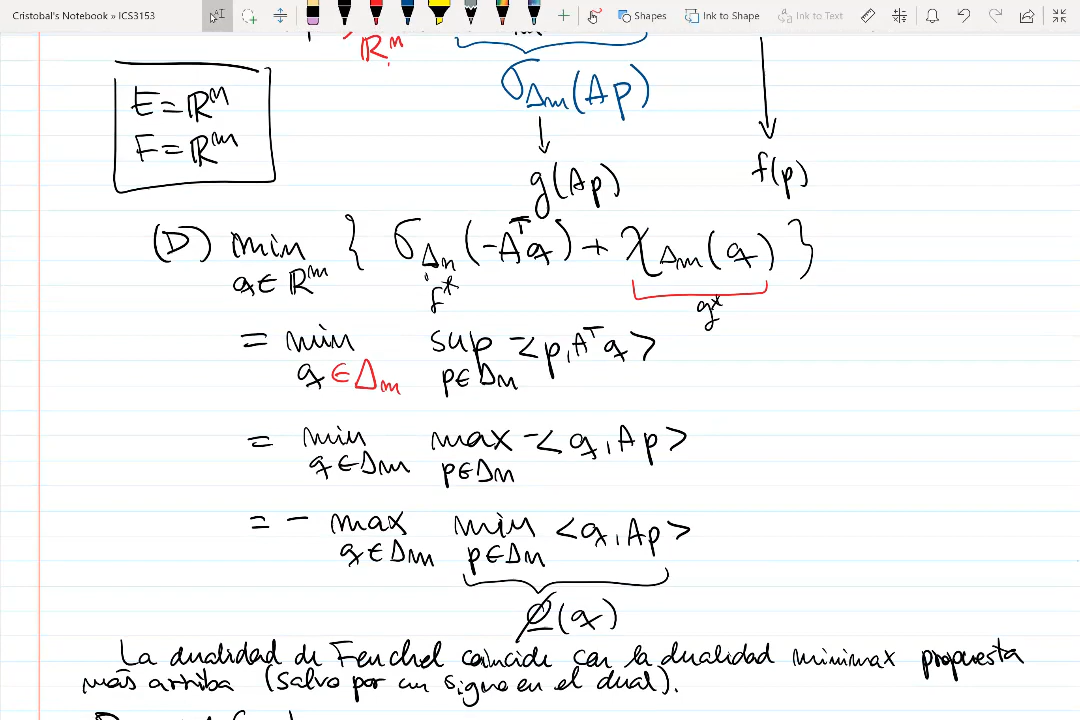 Cristobal's Notebook » ICS3153
Shapes Ink to Shape Ink to Text
ℝⁿ
σ_Δm(Ap)
E=ℝⁿ
F=ℝᵐ
g(Ap) f(p)
(D) min { σ_Δn(-Aᵀq) + χ_Δm(q) }
q∈ℝᵐ f* g*
= min sup -<p,Aᵀq>
q∈Δm p∈Δn
= min max -<q,Ap>
q∈Δm p∈Δn
= - max min <q,Ap>
q∈Δm p∈Δn
φ(q)
La dualidad de Fenchel coincide con la dualidad minimax propuesta
más arriba (salvo por un signo en el dual).